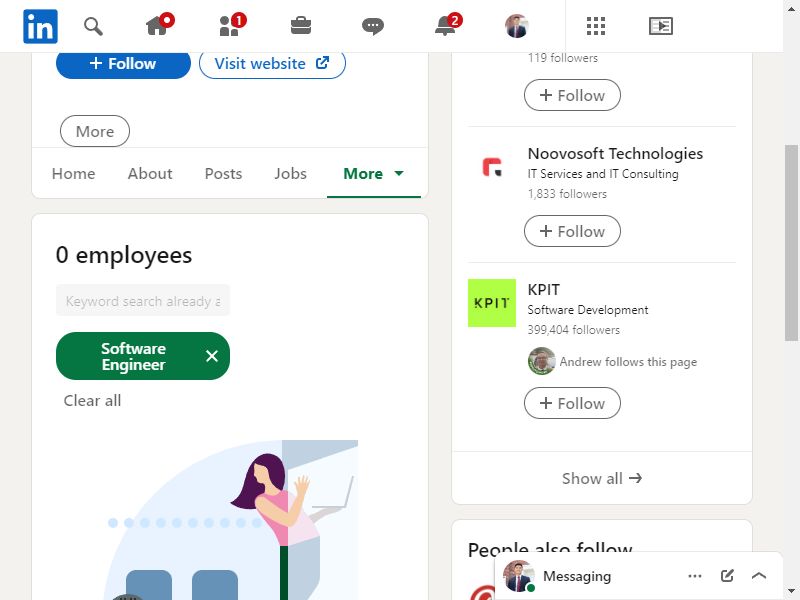 in
1
2
+ Follow
Visit website
More
Home
About
Posts
Jobs
More
0 employees
Keyword search already a
Software
Engineer
Clear all
119 followers
+ Follow
Noovosoft Technologies
IT Services and IT Consulting
1,833 followers
+ Follow
KPIT
KPIT
Software Development
399,404 followers
Andrew follows this page
+ Follow
Show all →
People also follow
Messaging